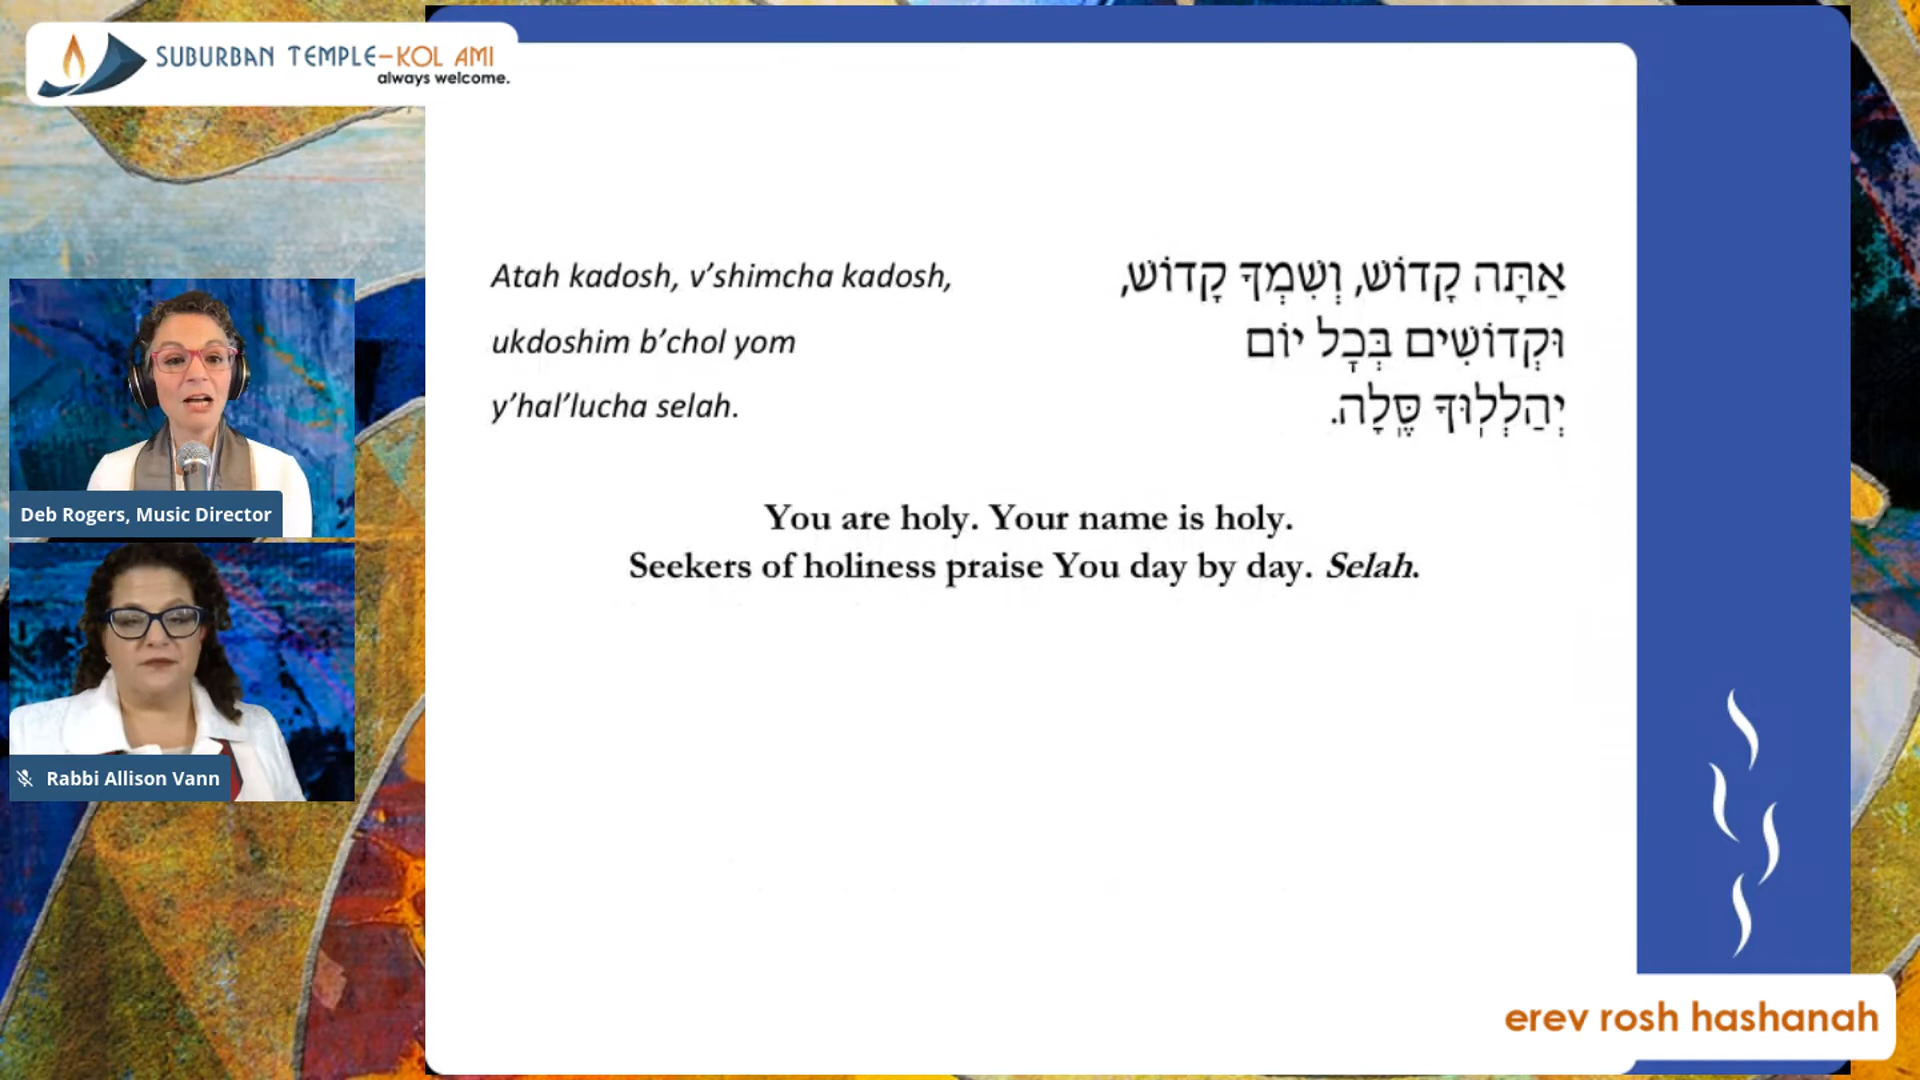 SUBURBAN TEMPLE–KOL AMI
always welcome.
Atah kadosh, v’shimcha kadosh,
ukdoshim b’chol yom
y’hal’lucha selah.
אַתָּה קָדוֹשׁ, וְשִׁמְךָ קָדוֹשׁ,
וּקְדוֹשִׁים בְּכָל יוֹם
יְהַלְלְוּךָ סֶּלָה.
You are holy. Your name is holy.
Seekers of holiness praise You day by day. Selah.
Deb Rogers, Music Director
Rabbi Allison Vann
erev rosh hashanah